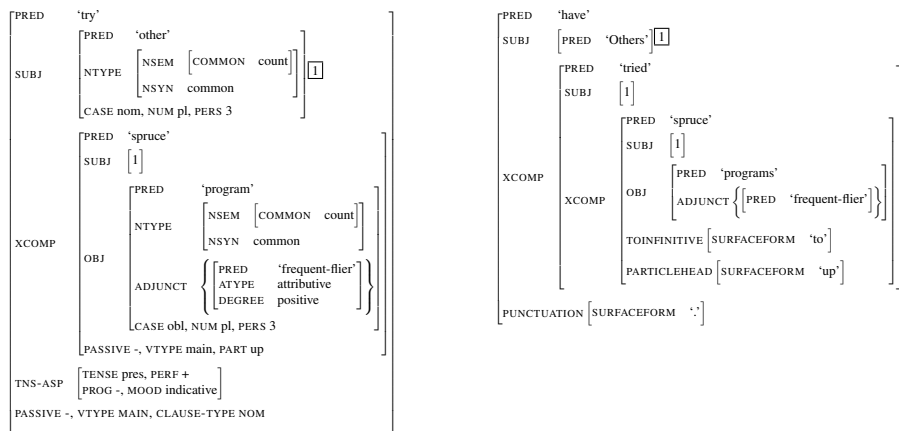 PRED ‘try’
SUBJ
PRED ‘other’
NTYPE
NSEM COMMON count
NSYN common
CASE nom, NUM pl, PERS 3
1
XCOMP
PRED ‘spruce’
SUBJ 1
OBJ
PRED ‘program’
NTYPE
NSEM COMMON count
NSYN common
ADJUNCT
PRED ‘frequent-flier’
ATYPE attributive
DEGREE positive
CASE obl, NUM pl, PERS 3
PASSIVE -, VTYPE main, PART up
TNS-ASP
TENSE pres, PERF +
PROG -, MOOD indicative
PASSIVE -, VTYPE MAIN, CLAUSE-TYPE NOM
PRED ‘have’
SUBJ PRED ‘Others’ 1
XCOMP
PRED ‘tried’
SUBJ 1
XCOMP
PRED ‘spruce’
SUBJ 1
OBJ
PRED ‘programs’
ADJUNCT PRED ‘frequent-flier’
TOINFINITIVE SURFACEFORM ‘to’
PARTICLEHEAD SURFACEFORM ‘up’
PUNCTUATION SURFACEFORM ‘.’